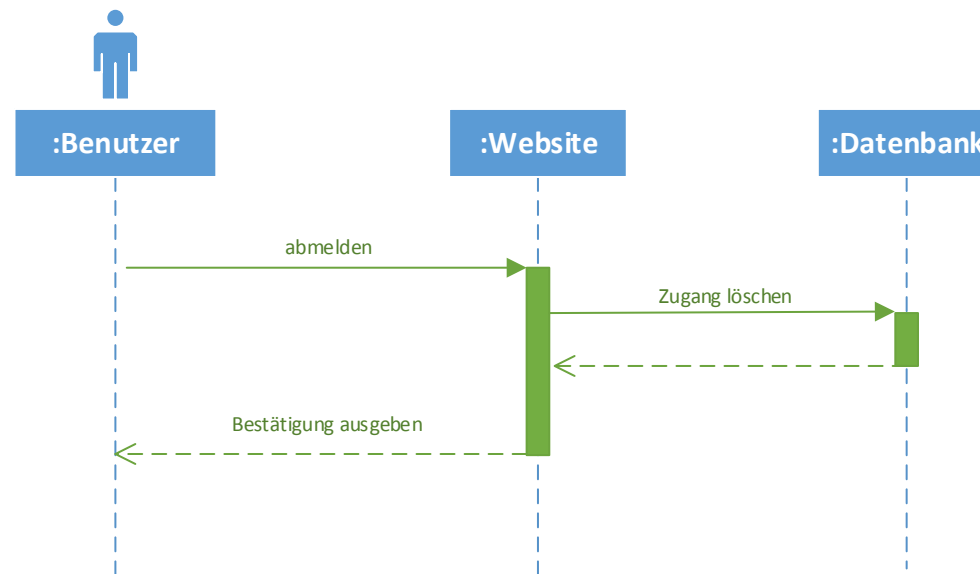 :Benutzer
:Website
:Datenbank
abmelden
Zugang löschen
Bestätigung ausgeben